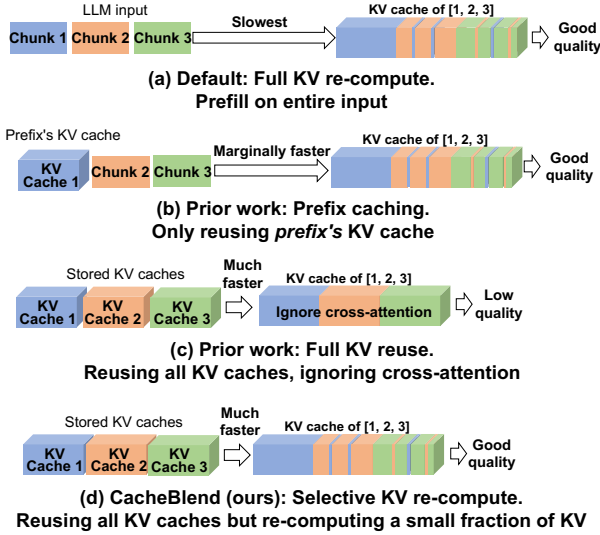 LLM input
Chunk 1 Chunk 2 Chunk 3
Slowest
KV cache of [1, 2, 3]
Good quality
(a) Default: Full KV re-compute.
Prefill on entire input
Prefix's KV cache
KV Cache 1
Chunk 2 Chunk 3
Marginally faster
KV cache of [1, 2, 3]
Good quality
(b) Prior work: Prefix caching.
Only reusing prefix's KV cache
Stored KV caches
KV Cache 1
KV Cache 2
KV Cache 3
Much faster
KV cache of [1, 2, 3]
Ignore cross-attention
Low quality
(c) Prior work: Full KV reuse.
Reusing all KV caches, ignoring cross-attention
Stored KV caches
KV Cache 1
KV Cache 2
KV Cache 3
Much faster
KV cache of [1, 2, 3]
Good quality
(d) CacheBlend (ours): Selective KV re-compute.
Reusing all KV caches but re-computing a small fraction of KV